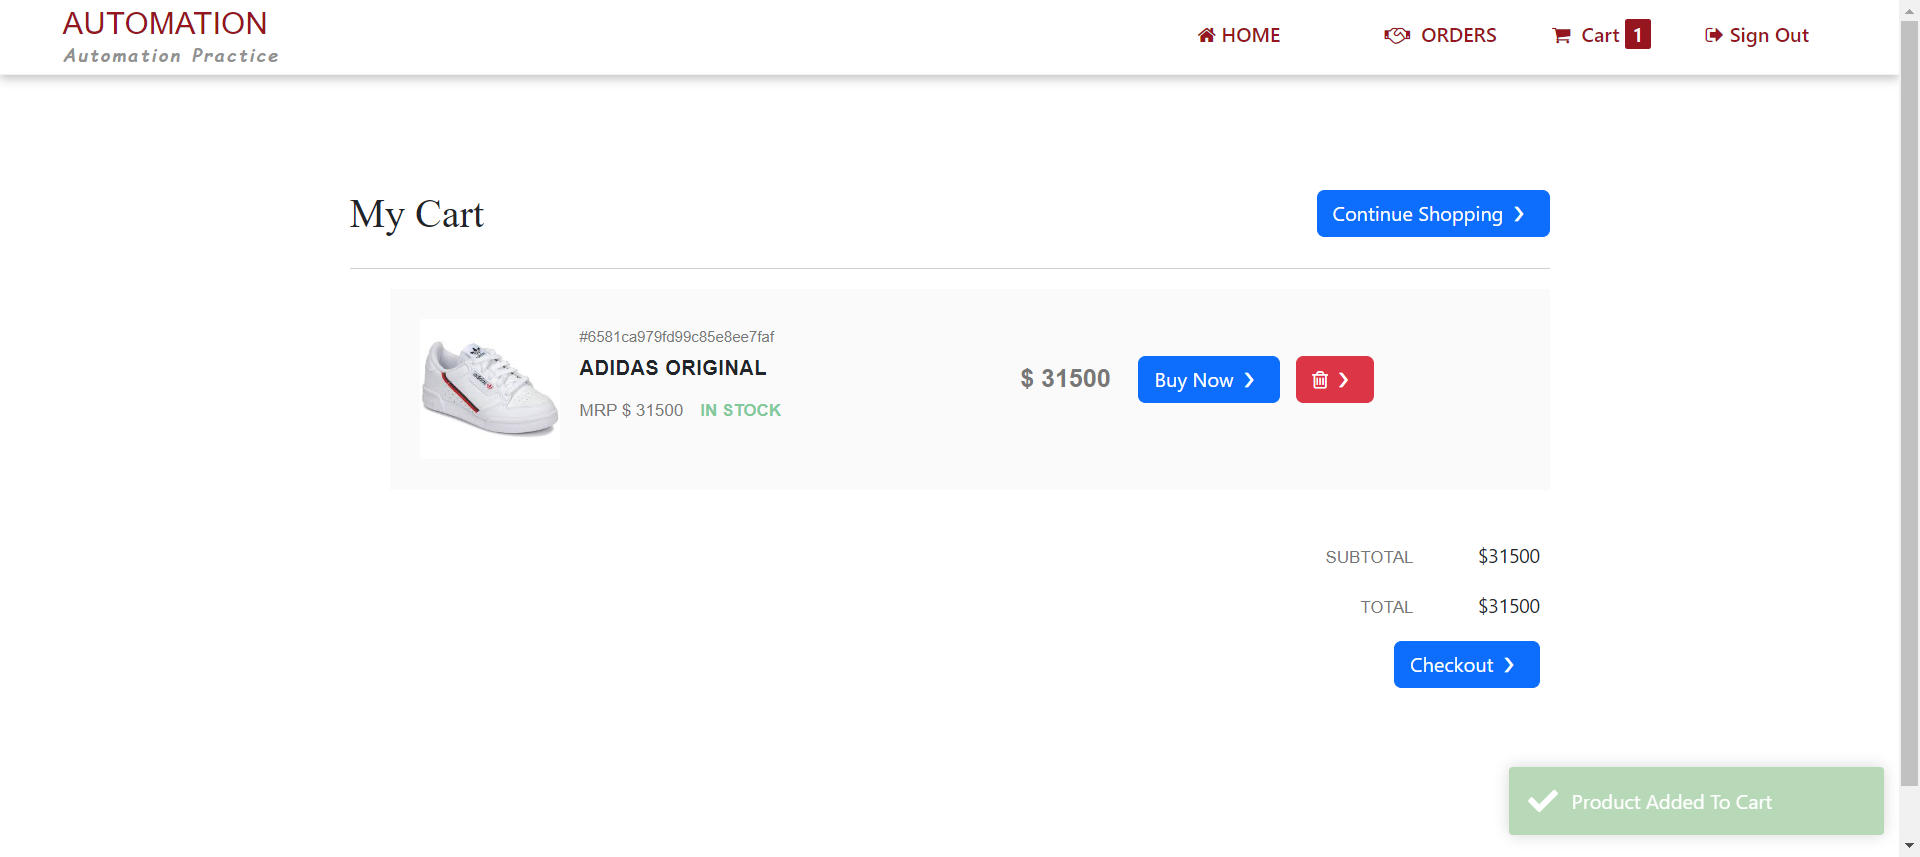 AUTOMATION
Automation Practice
HOME
ORDERS
Cart 1
Sign Out
My Cart
Continue Shopping ❯
#6581ca979fd99c85e8ee7faf
ADIDAS ORIGINAL
MRP $ 31500 IN STOCK
$ 31500
Buy Now ❯
❯
SUBTOTAL $31500
TOTAL $31500
Checkout ❯
Product Added To Cart